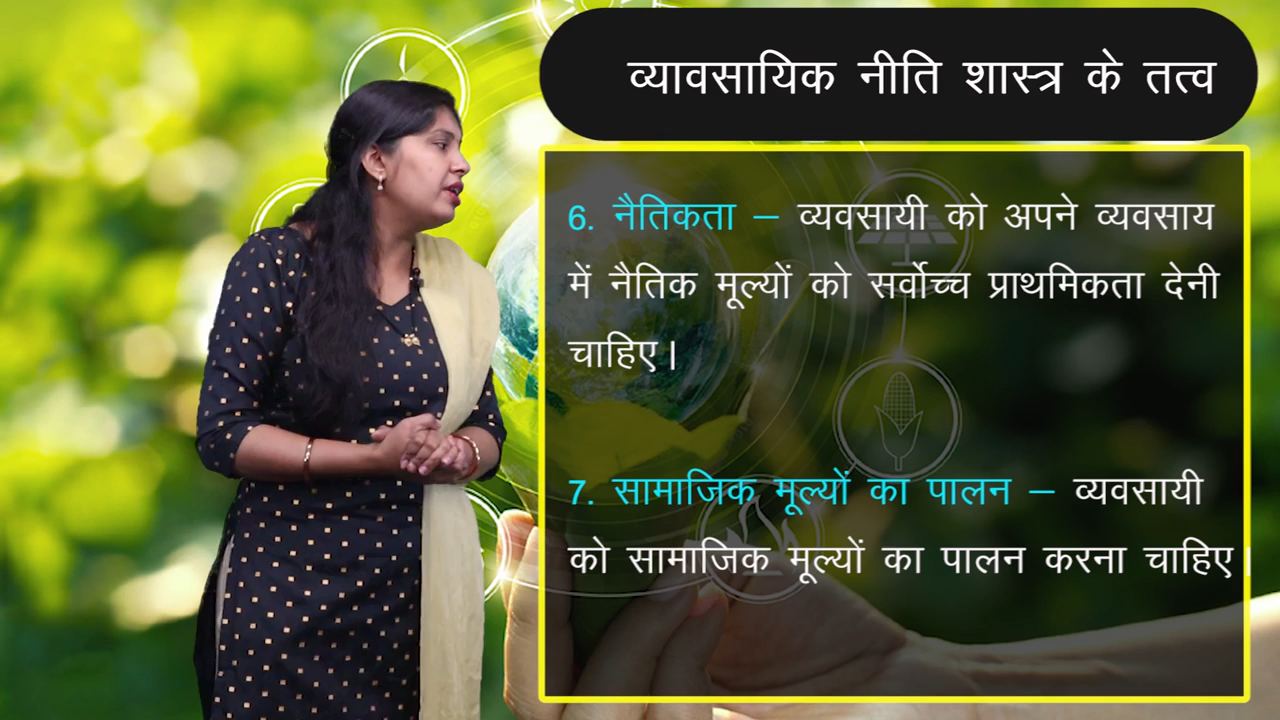 व्यावसायिक नीति शास्त्र के तत्व
6. नैतिकता – व्यवसायी को अपने व्यवसाय
में नैतिक मूल्यों को सर्वोच्च प्राथमिकता देनी
चाहिए।
7. सामाजिक मूल्यों का पालन – व्यवसायी
को सामाजिक मूल्यों का पालन करना चाहिए।